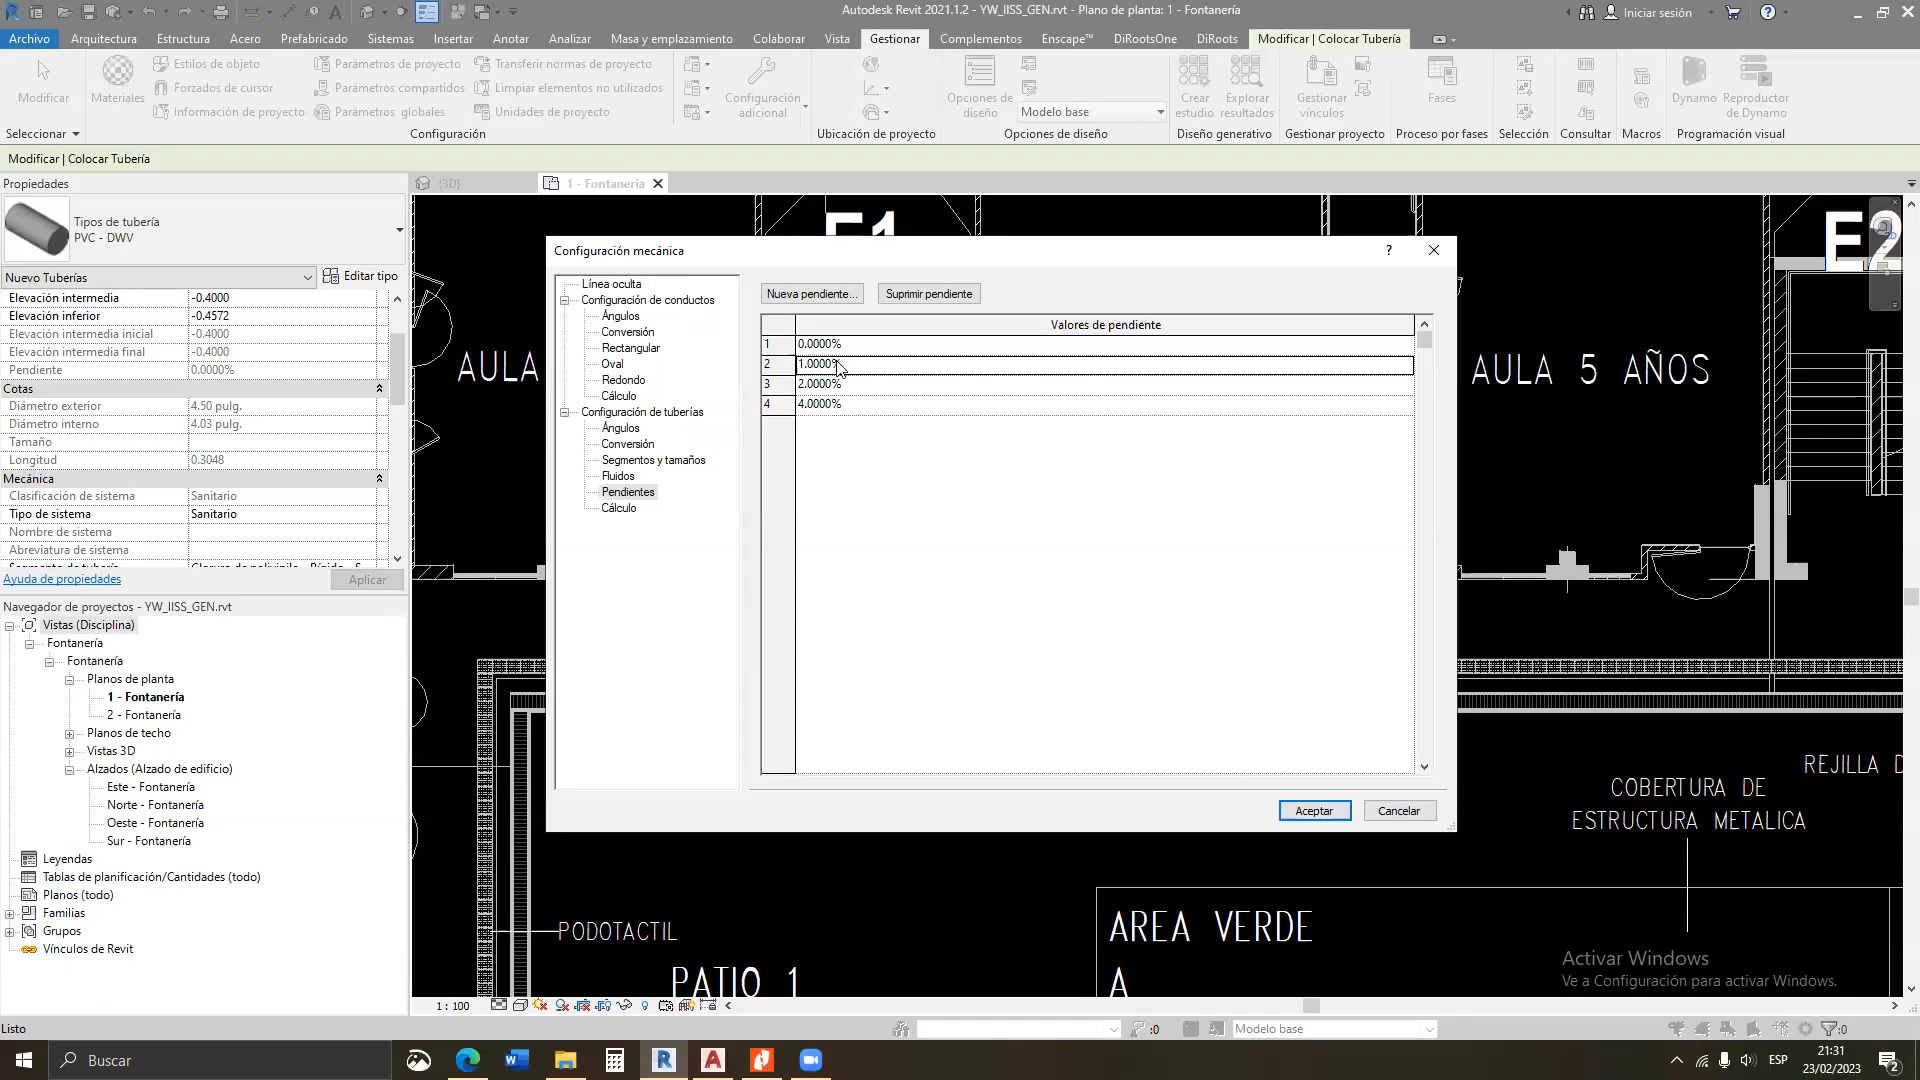 Autodesk Revit 2021.1.2 - YW_IISS_GEN.rvt - Plano de planta: 1 - Fontanería
Iniciar sesión
Archivo Arquitectura Estructura Acero Prefabricado Sistemas Insertar Anotar Analizar Masa y emplazamiento Colaborar Vista Gestionar Complementos Enscape™ DiRootsOne DiRoots Modificar | Colocar Tubería
Modificar
Materiales
Estilos de objeto
Forzados de cursor
Información de proyecto
Parámetros de proyecto
Parámetros compartidos
Parámetros globales
Transferir normas de proyecto
Limpiar elementos no utilizados
Unidades de proyecto
Configuración adicional
Opciones de diseño
Modelo base
Crear estudio
Explorar resultados
Gestionar vínculos
Fases
Dynamo
Reproductor de Dynamo
Seleccionar Configuración Ubicación de proyecto Opciones de diseño Diseño generativo Gestionar proyecto Proceso por fases Selección Consultar Macros Programación visual
Modificar | Colocar Tubería
Propiedades
Tipos de tubería
PVC - DWV
Nuevo Tuberías
Editar tipo
Elevación intermedia -0.4000
Elevación inferior -0.4572
Elevación intermedia inicial -0.4000
Elevación intermedia final -0.4000
Pendiente 0.0000%
Cotas
Diámetro exterior 4.50 pulg.
Diámetro interno 4.03 pulg.
Tamaño
Longitud 0.3048
Mecánica
Clasificación de sistema Sanitario
Tipo de sistema Sanitario
Nombre de sistema
Abreviatura de sistema
Ayuda de propiedades
Aplicar
Navegador de proyectos - YW_IISS_GEN.rvt
Vistas (Disciplina)
Fontanería
Fontanería
Planos de planta
1 - Fontanería
2 - Fontanería
Planos de techo
Vistas 3D
Alzados (Alzado de edificio)
Este - Fontanería
Norte - Fontanería
Oeste - Fontanería
Sur - Fontanería
Leyendas
Tablas de planificación/Cantidades (todo)
Planos (todo)
Familias
Grupos
Vínculos de Revit
{3D}
1 - Fontanería
E1
E2
AULA
AULA 5 AÑOS
Configuración mecánica
?
Línea oculta
Configuración de conductos
Ángulos
Conversión
Rectangular
Oval
Redondo
Cálculo
Configuración de tuberías
Ángulos
Conversión
Segmentos y tamaños
Fluidos
Pendientes
Cálculo
Nueva pendiente...
Suprimir pendiente
Valores de pendiente
1 0.0000%
2 1.0000%
3 2.0000%
4 4.0000%
Aceptar
Cancelar
REJILLA D
COBERTURA DE
ESTRUCTURA METALICA
PODOTACTIL
PATIO 1
AREA VERDE
A
Activar Windows
Ve a Configuración para activar Windows.
1 : 100
Listo
:0
Modelo base
:0
Buscar
ESP
21:31
23/02/2023
2